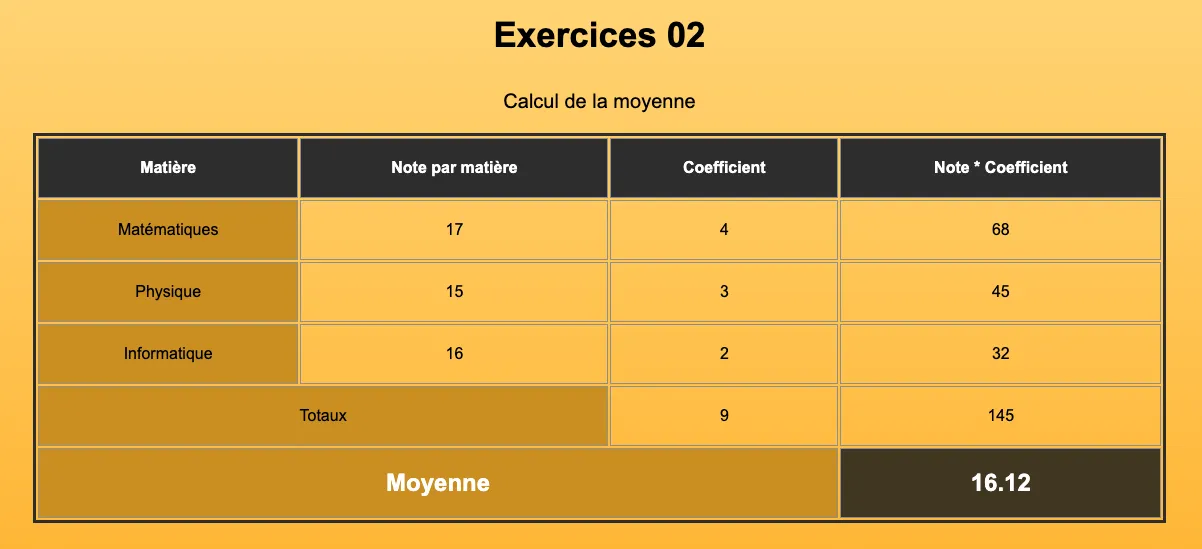 Exercices 02
Calcul de la moyenne
Matière Note par matière Coefficient Note * Coefficient
Matématiques 17 4 68
Physique 15 3 45
Informatique 16 2 32
Totaux 9 145
Moyenne 16.12